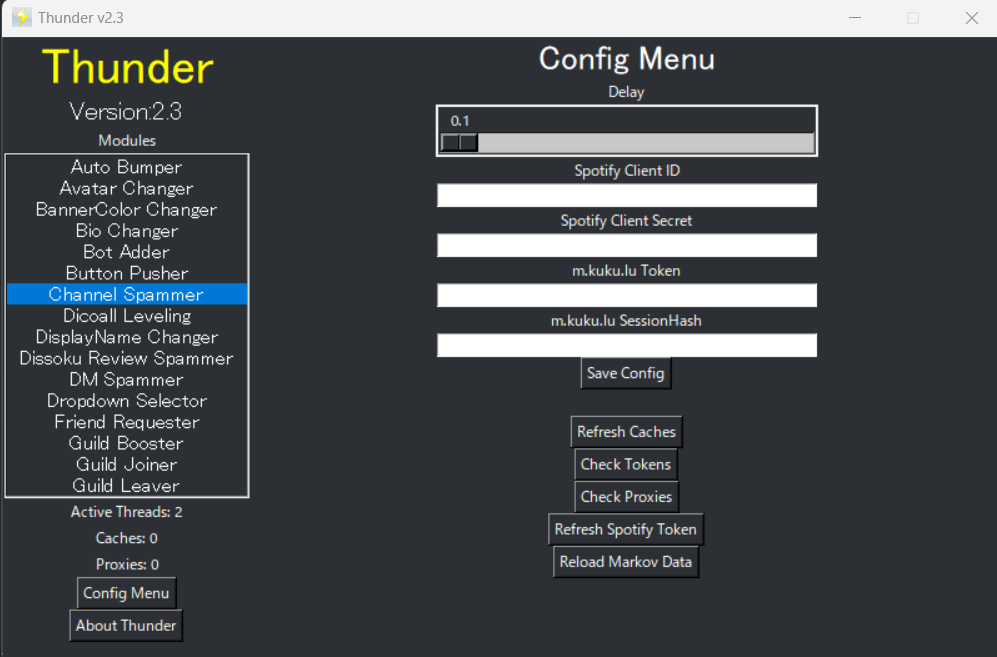 Thunder v2.3
Thunder
Version:2.3
Modules
Auto Bumper
Avatar Changer
BannerColor Changer
Bio Changer
Bot Adder
Button Pusher
Channel Spammer
Dicoall Leveling
DisplayName Changer
Dissoku Review Spammer
DM Spammer
Dropdown Selector
Friend Requester
Guild Booster
Guild Joiner
Guild Leaver
Active Threads: 2
Caches: 0
Proxies: 0
Config Menu
About Thunder
Config Menu
Delay
0.1
Spotify Client ID
Spotify Client Secret
m.kuku.lu Token
m.kuku.lu SessionHash
Save Config
Refresh Caches
Check Tokens
Check Proxies
Refresh Spotify Token
Reload Markov Data